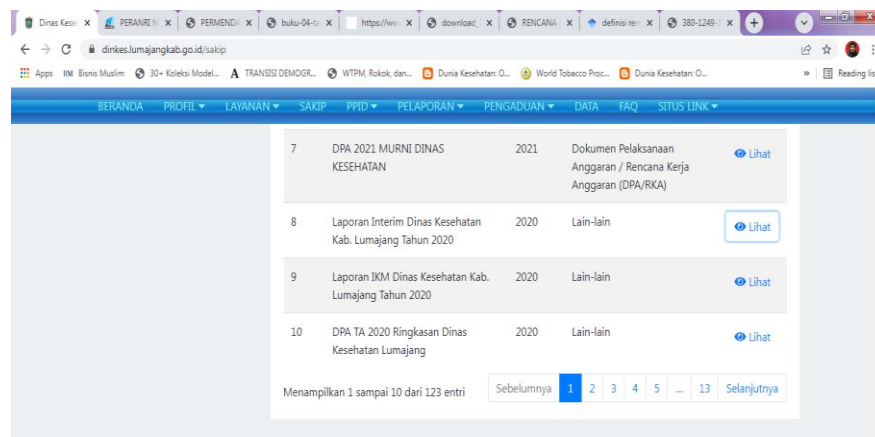 Dinas Keseh
PERANRI N
PERMENDA
buku-04-ta
https://www
download_
RENCANA
definisi ren
380-1249-1
dinkes.lumajangkab.go.id/sakip
Apps
Bisnis Muslim
30+ Koleksi Model...
A TRANSISI DEMOGR...
WTPM, Rokok, dan...
Dunia Kesehatan: O...
World Tobacco Proc...
Dunia Kesehatan: O...
»
Reading lis
BERANDA PROFIL LAYANAN SAKIP PPID PELAPORAN PENGADUAN DATA FAQ SITUS LINK
7 DPA 2021 MURNI DINAS 2021 Dokumen Pelaksanaan Lihat
KESEHATAN Anggaran / Rencana Kerja
Anggaran (DPA/RKA)
8 Laporan Interim Dinas Kesehatan 2020 Lain-lain Lihat
Kab. Lumajang Tahun 2020
9 Laporan IKM Dinas Kesehatan Kab. 2020 Lain-lain Lihat
Lumajang Tahun 2020
10 DPA TA 2020 Ringkasan Dinas 2020 Lain-lain Lihat
Kesehatan Lumajang
Menampilkan 1 sampai 10 dari 123 entri Sebelumnya 1 2 3 4 5 ... 13 Selanjutnya